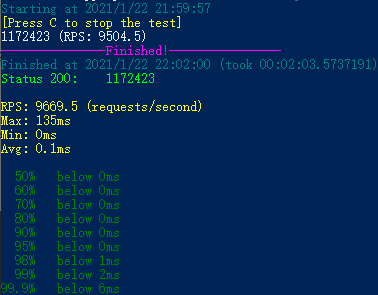 Starting at 2021/1/22 21:59:57
[Press C to stop the test]
1172423 (RPS: 9504.5)
---------------Finished!----------------
Finished at 2021/1/22 22:02:00 (took 00:02:03.5737191)
Status 200: 1172423
RPS: 9669.5 (requests/second)
Max: 135ms
Min: 0ms
Avg: 0.1ms
50% below 0ms
60% below 0ms
70% below 0ms
80% below 0ms
90% below 0ms
95% below 0ms
98% below 1ms
99% below 2ms
99.9% below 6ms